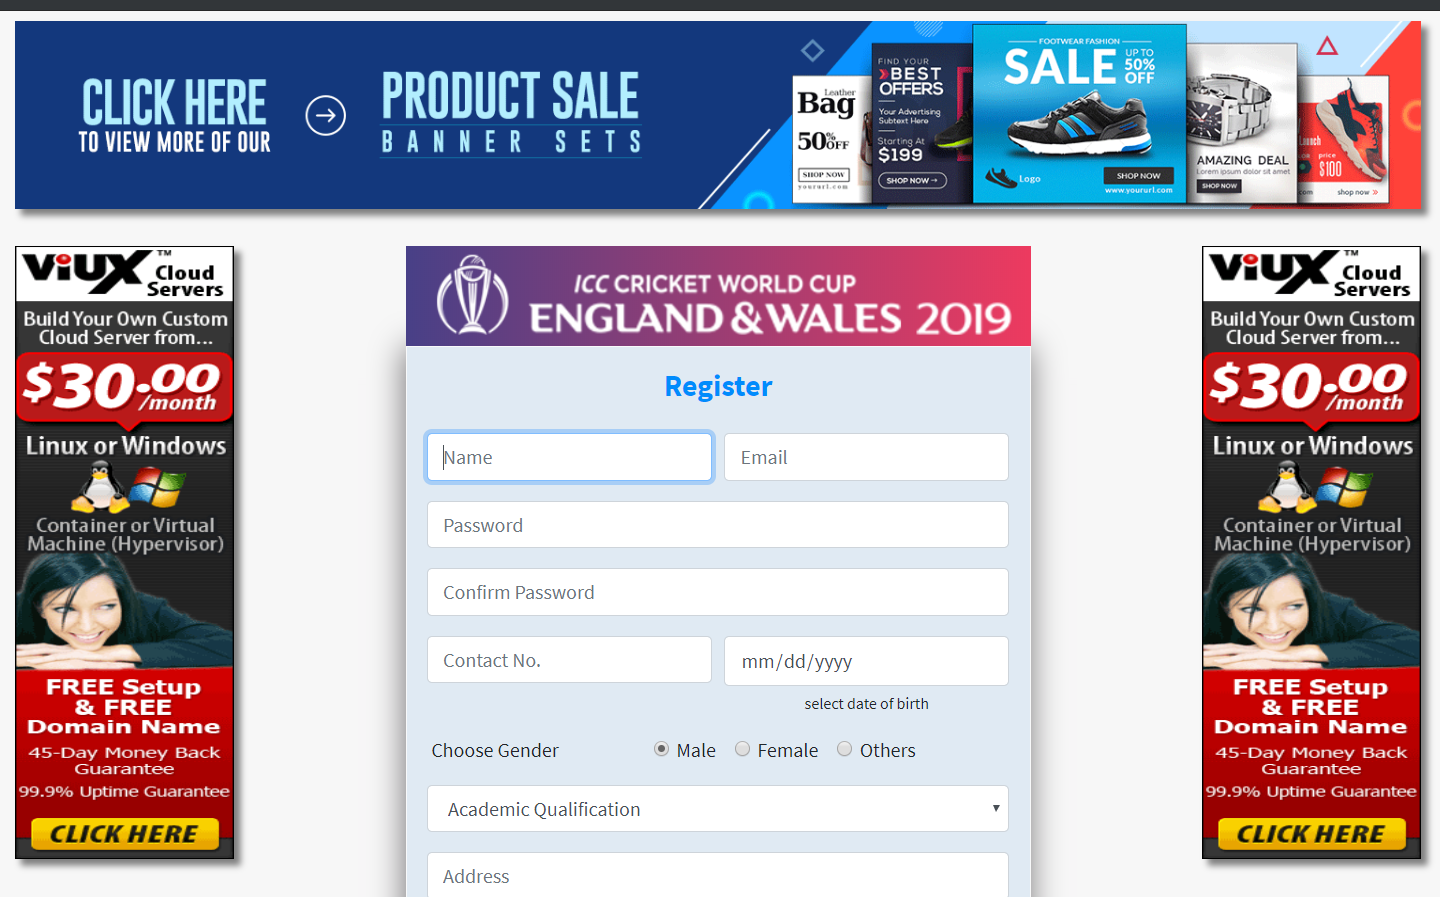 CLICK HERE
TO VIEW MORE OF OUR
PRODUCT SALE
BANNER SETS
Leather
Bag
50%
OFF
SHOP NOW
yoururl.com
FIND YOUR
BEST
OFFERS
Your Advertising
Subtext Here
Starting At
$199
SHOP NOW
FOOTWEAR FASHION
SALE
UP TO
50%
OFF
Logo
SHOP NOW
www.yoururl.com
AMAZING DEAL
Lorem ipsum dolor sit amet
SHOP NOW
price
$100
shop now
ViUX™
Cloud
Servers
Build Your Own Custom
Cloud Server from...
$30.00
/month
Linux or Windows
Container or Virtual
Machine (Hypervisor)
FREE Setup
& FREE
Domain Name
45-Day Money Back
Guarantee
99.9% Uptime Guarantee
CLICK HERE
ICC CRICKET WORLD CUP
ENGLAND & WALES 2019
Register
Name
Email
Password
Confirm Password
Contact No.
mm/dd/yyyy
select date of birth
Choose Gender
Male
Female
Others
Academic Qualification
Address
ViUX™
Cloud
Servers
Build Your Own Custom
Cloud Server from...
$30.00
/month
Linux or Windows
Container or Virtual
Machine (Hypervisor)
FREE Setup
& FREE
Domain Name
45-Day Money Back
Guarantee
99.9% Uptime Guarantee
CLICK HERE